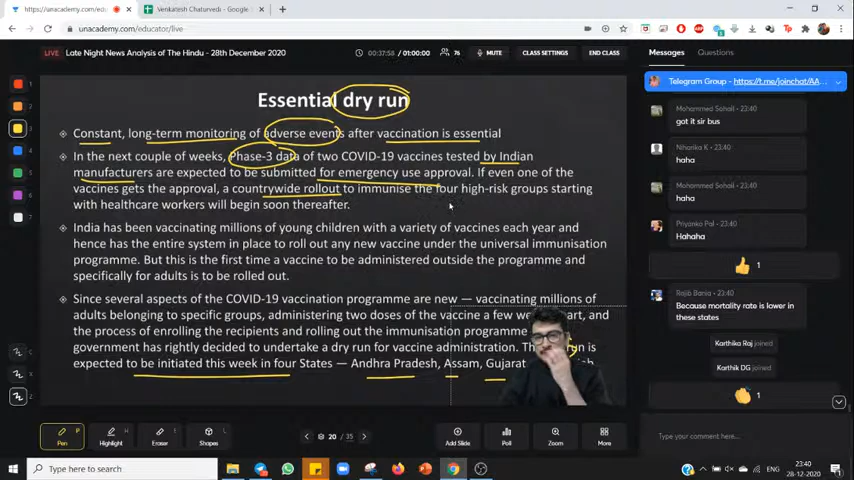 https://unacademy.com/edu
Venkatesh Chaturvedi - Google S
unacademy.com/educator/live
LIVE Late Night News Analysis of The Hindu - 28th December 2020
00:37:58 / 01:00:00
76
MUTE
CLASS SETTINGS
END CLASS
Messages
Questions
Telegram Group - https://t.me/joinchat/AA...
1
2
3
4
5
6
7
Essential dry run
Constant, long-term monitoring of adverse events after vaccination is essential
In the next couple of weeks, Phase-3 data of two COVID-19 vaccines tested by Indian
manufacturers are expected to be submitted for emergency use approval. If even one of the
vaccines gets the approval, a countrywide rollout to immunise the four high-risk groups starting
with healthcare workers will begin soon thereafter.
India has been vaccinating millions of young children with a variety of vaccines each year and
hence has the entire system in place to roll out any new vaccine under the universal immunisation
programme. But this is the first time a vaccine to be administered outside the programme and
specifically for adults is to be rolled out.
Since several aspects of the COVID-19 vaccination programme are new — vaccinating millions of
adults belonging to specific groups, administering two doses of the vaccine a few and
the process of enrolling the recipients and rolling out the immunisation programme
government has rightly decided to undertake a dry run for vaccine administration. is
expected to be initiated this week in four States — Andhra Pradesh, Assam, Gujarat
Mohammed Sohail 23:40
gat it sir bus
Niharika K 23:40
haha
Mohammed Sohail 23:40
haha
Priyanka Pal 23:40
Hahaha
1
Rajib Bania 23:40
Because mortality rate is lower in
these states
Karthika Raj joined
Karthik DG joined
1
Type your comment here...
Pen
Highlight
Eraser
Shapes
20 / 35
Add Slide
Poll
Zoom
More
Type here to search
ENG
23:40
28-12-2020